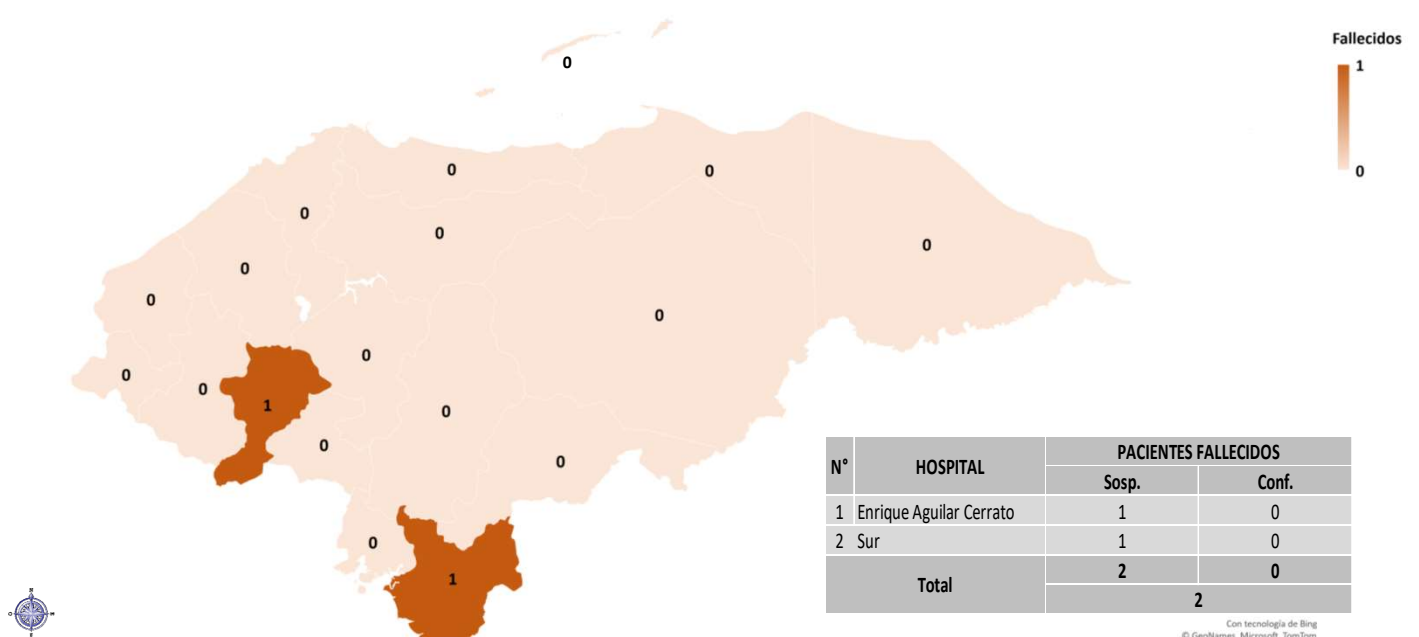 Fallecidos
1
0
0
0
0
0
0
0
0
0
0
0
0
0
1
0
0
0
0
1
N° HOSPITAL PACIENTES FALLECIDOS
Sosp. Conf.
1 Enrique Aguilar Cerrato 1 0
2 Sur 1 0
Total 2 0
2
Con tecnología de Bing
© GeoNames, Microsoft, TomTom